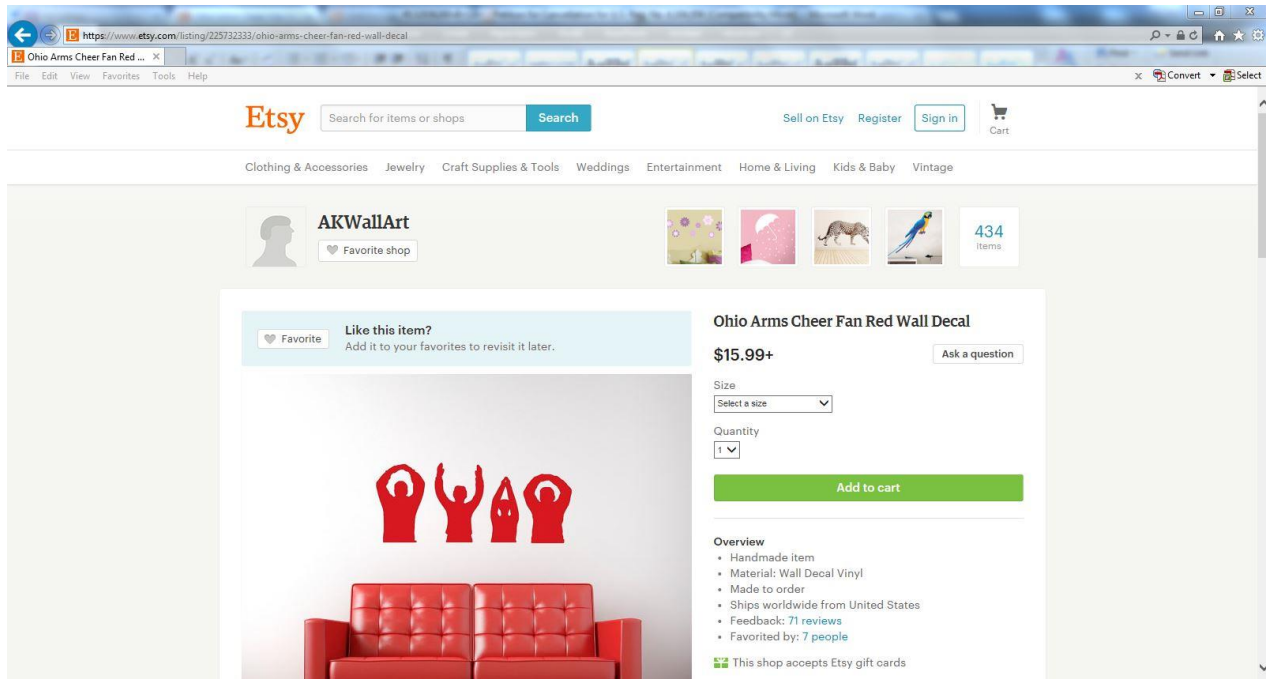 https://www.etsy.com/listing/225732333/ohio-arms-cheer-fan-red-wall-decal
Ohio Arms Cheer Fan Red ...
File Edit View Favorites Tools Help
x Convert Select
Etsy Search for items or shops Search Sell on Etsy Register Sign in Cart
Clothing & Accessories Jewelry Craft Supplies & Tools Weddings Entertainment Home & Living Kids & Baby Vintage
AKWallArt
Favorite shop
434
items
Favorite
Like this item?
Add it to your favorites to revisit it later.
Ohio Arms Cheer Fan Red Wall Decal
$15.99+ Ask a question
Size
Select a size
Quantity
1
Add to cart
Overview
• Handmade item
• Material: Wall Decal Vinyl
• Made to order
• Ships worldwide from United States
• Feedback: 71 reviews
• Favorited by: 7 people
This shop accepts Etsy gift cards